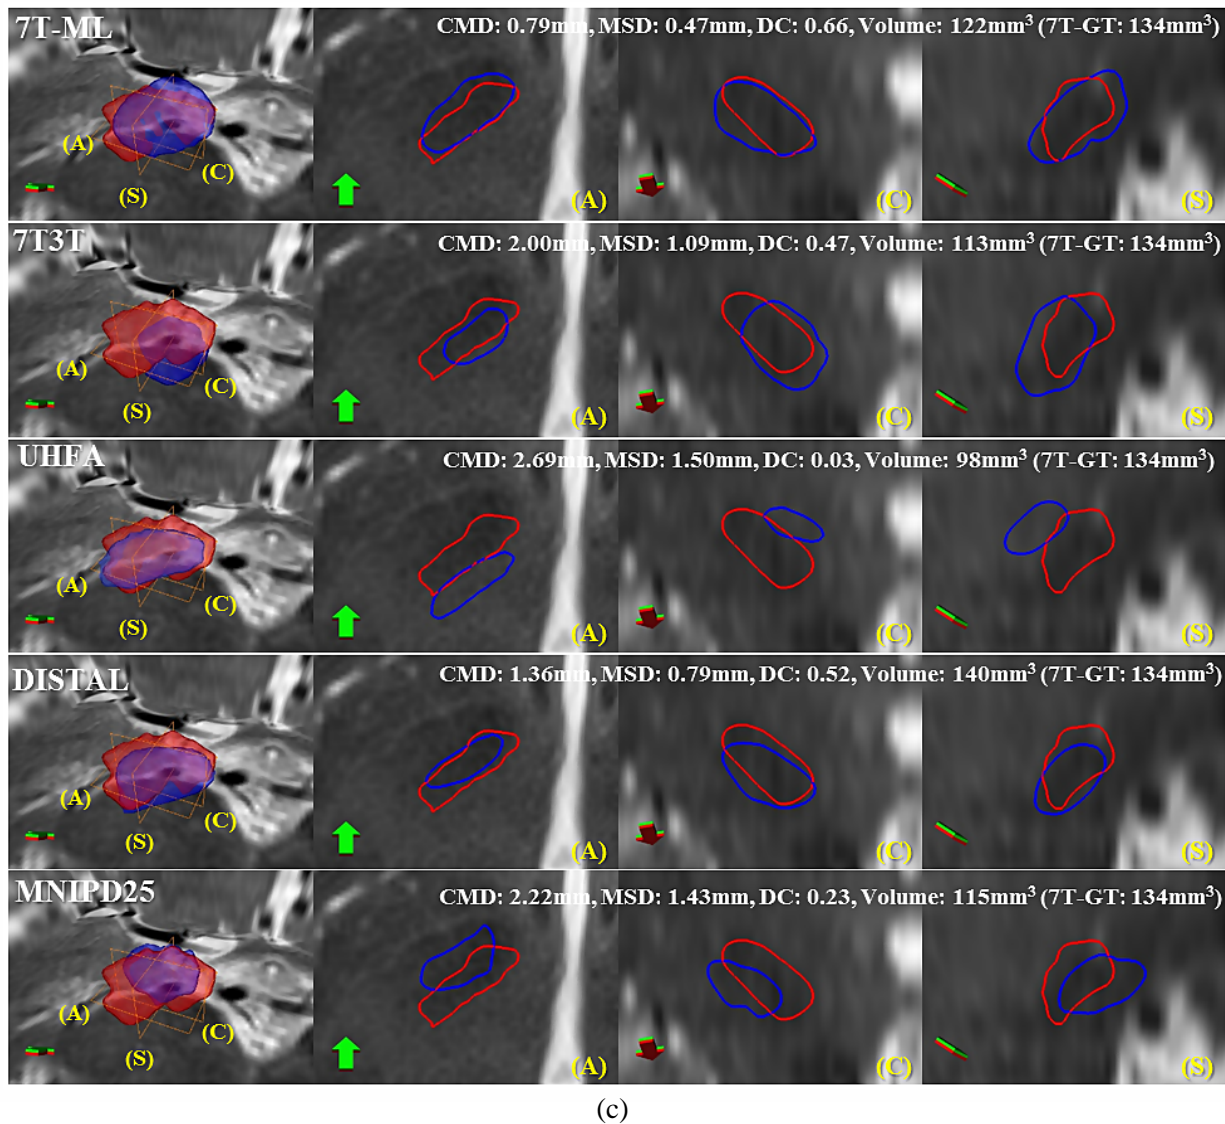 7T-ML
CMD: 0.79mm, MSD: 0.47mm, DC: 0.66, Volume: 122mm³ (7T-GT: 134mm³)
(A)
(S)
(C)
(A)
(C)
(S)
7T3T
CMD: 2.00mm, MSD: 1.09mm, DC: 0.47, Volume: 113mm³ (7T-GT: 134mm³)
(A)
(S)
(C)
(A)
(C)
(S)
UHFA
CMD: 2.69mm, MSD: 1.50mm, DC: 0.03, Volume: 98mm³ (7T-GT: 134mm³)
(A)
(S)
(C)
(A)
(C)
(S)
DISTAL
CMD: 1.36mm, MSD: 0.79mm, DC: 0.52, Volume: 140mm³ (7T-GT: 134mm³)
(A)
(S)
(C)
(A)
(C)
(S)
MNIPD25
CMD: 2.22mm, MSD: 1.43mm, DC: 0.23, Volume: 115mm³ (7T-GT: 134mm³)
(A)
(S)
(C)
(A)
(C)
(S)
(c)